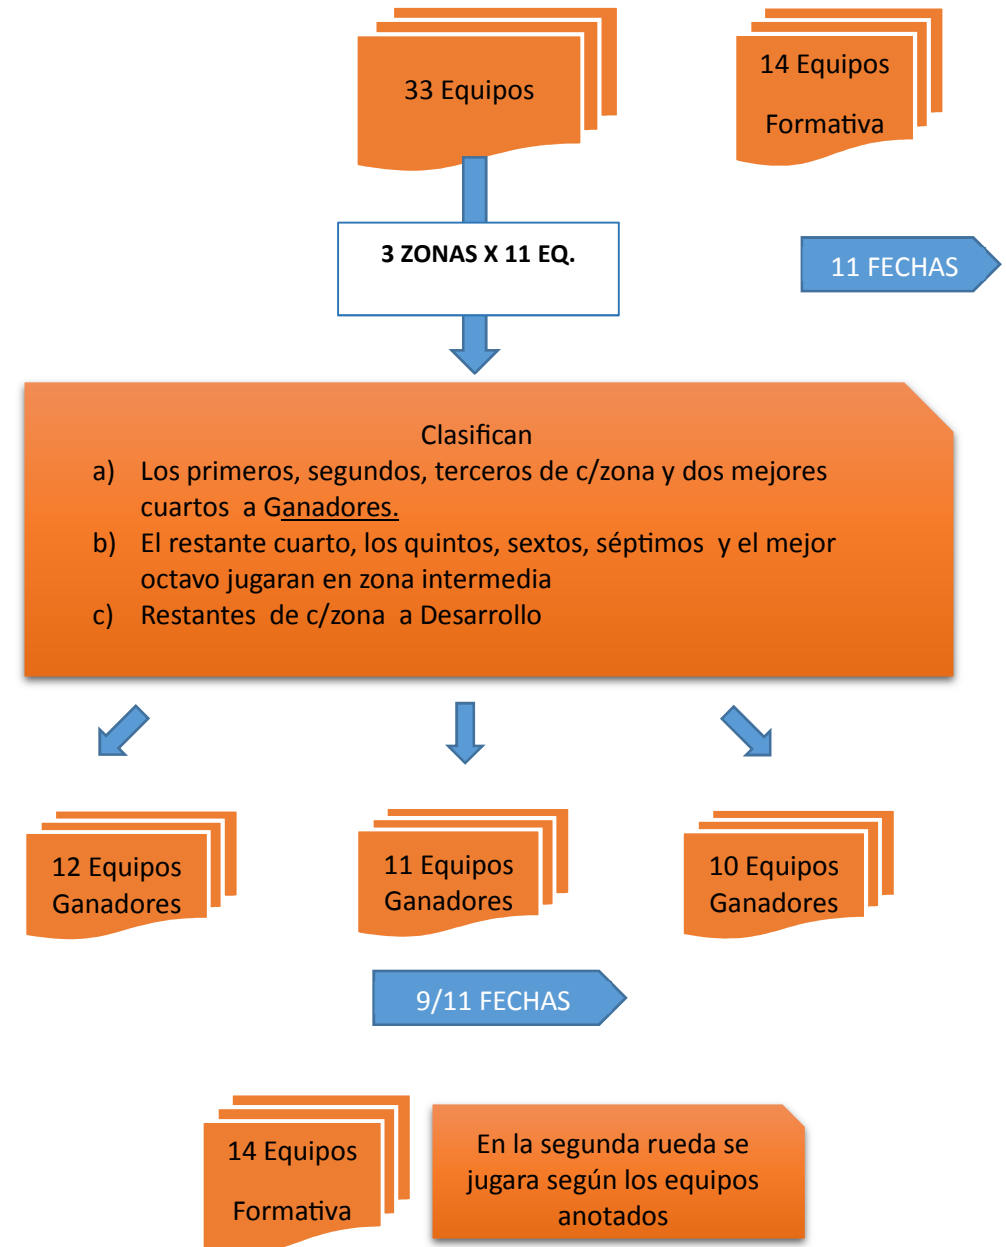 33 Equipos
14 Equipos
Formativa
3 ZONAS X 11 EQ.
11 FECHAS
Clasifican
a) Los primeros, segundos, terceros de c/zona y dos mejores
cuartos a Ganadores.
b) El restante cuarto, los quintos, sextos, séptimos y el mejor
octavo jugaran en zona intermedia
c) Restantes de c/zona a Desarrollo
12 Equipos
Ganadores
11 Equipos
Ganadores
10 Equipos
Ganadores
9/11 FECHAS
14 Equipos
Formativa
En la segunda rueda se
jugara según los equipos
anotados